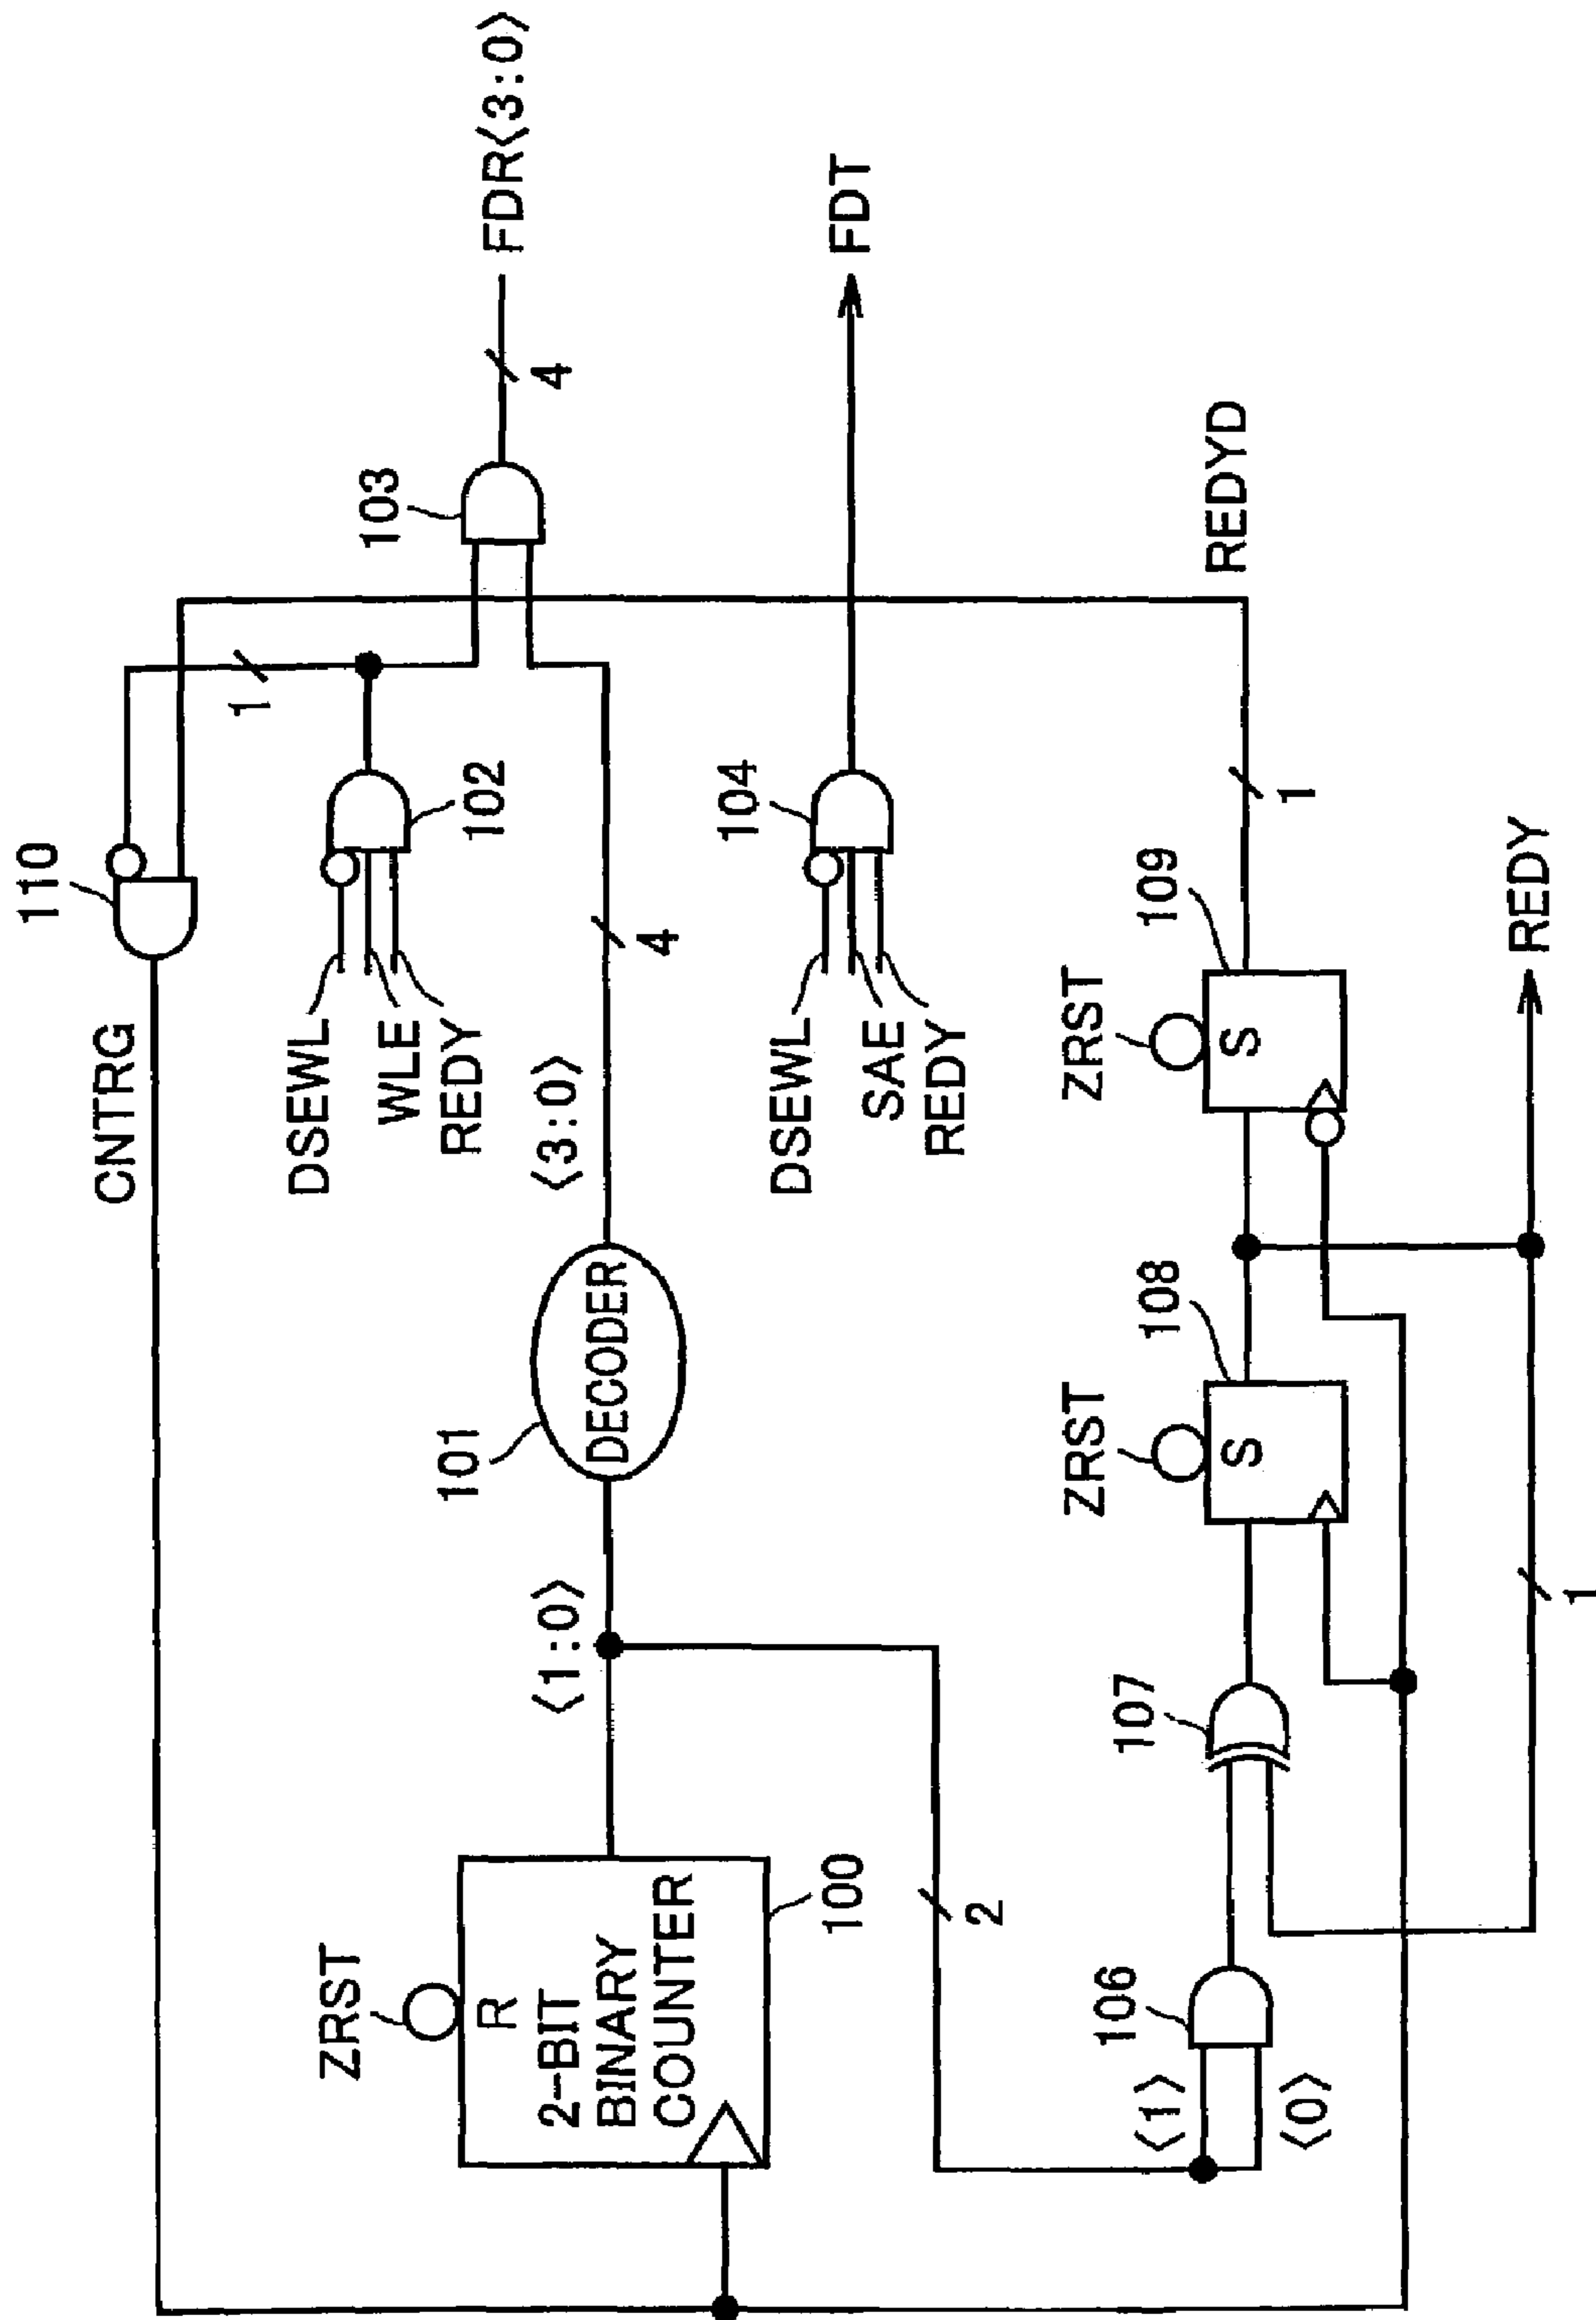 110
CNTRG
1
DSEWL
WLE
REDY
102
103
4
FDR⟨3:0⟩
ZRST
R
2-BIT
BINARY
COUNTER
100
⟨1:0⟩
101
DECODER
⟨3:0⟩
4
DSEWL
SAE
REDY
104
FDT
2
⟨1⟩
⟨0⟩
106
107
ZRST
S
108
ZRST
S
109
1
REDYD
1
REDY